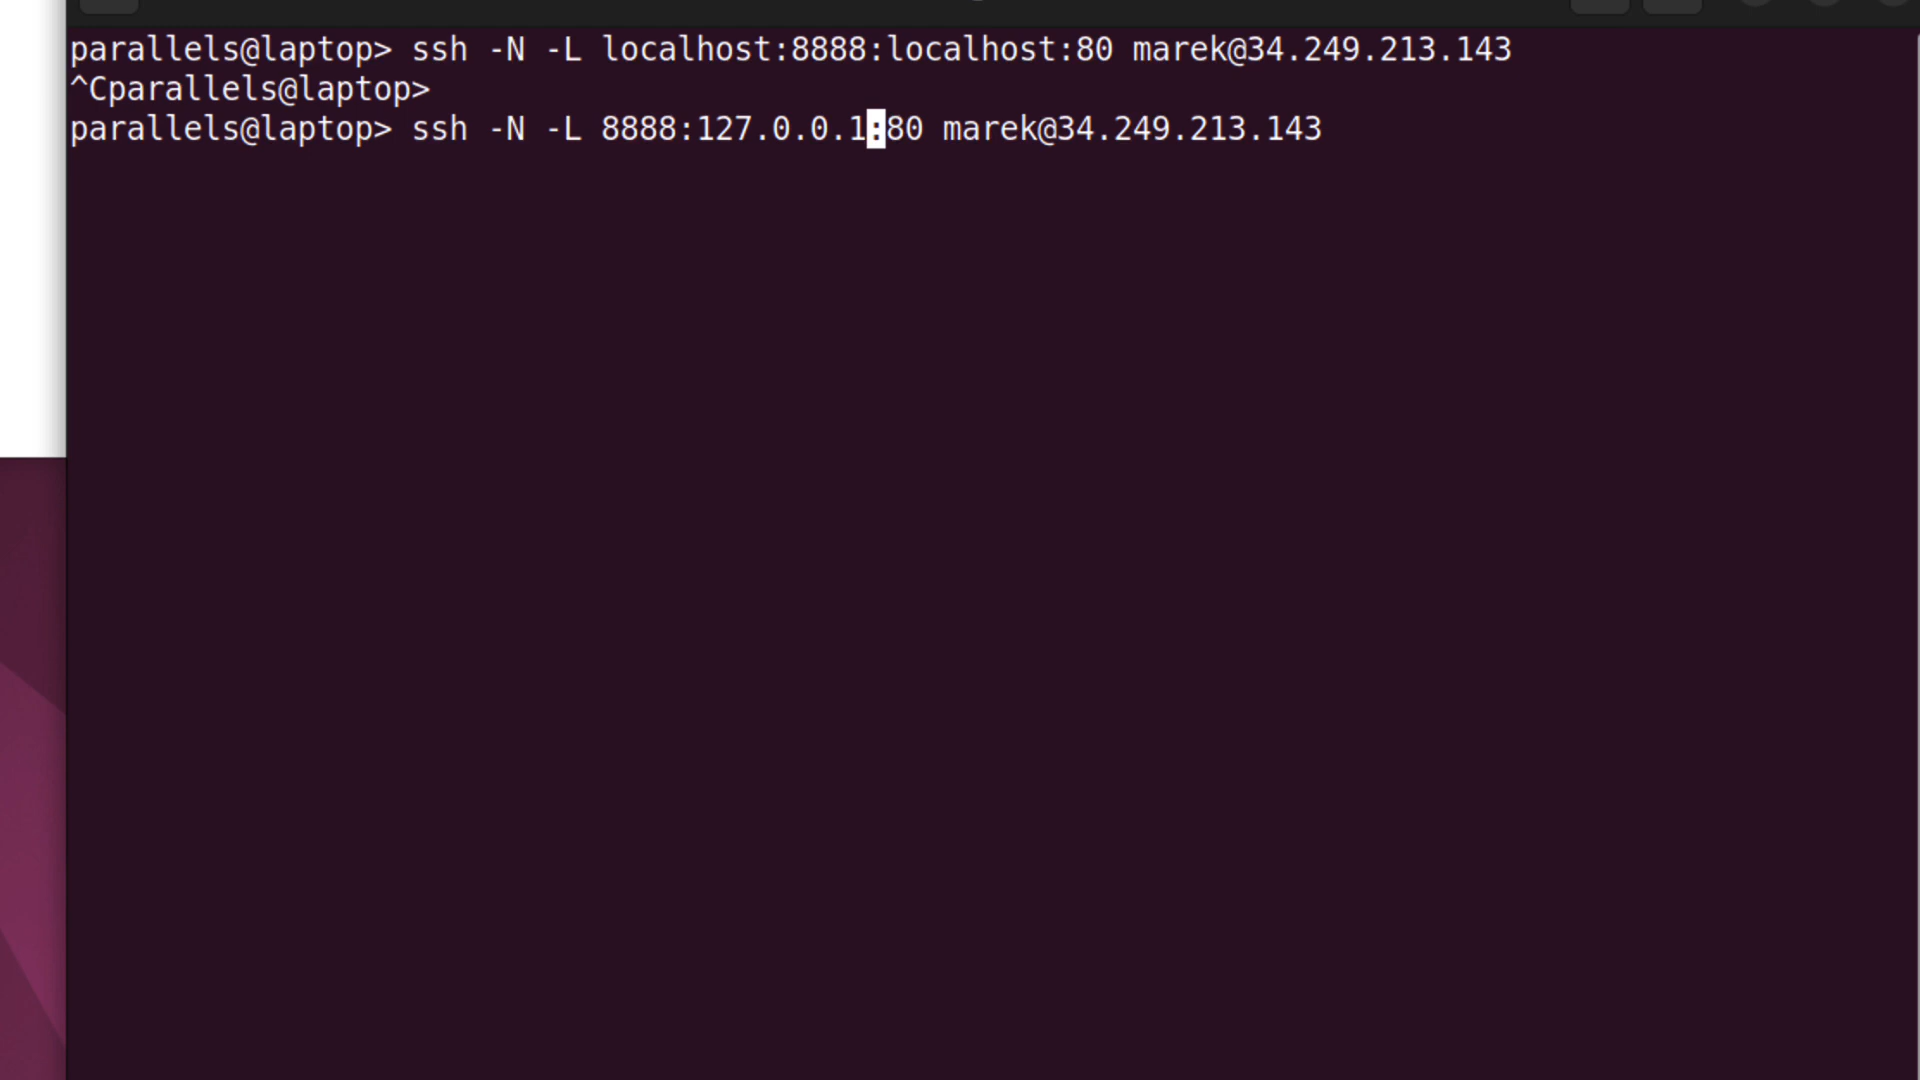 parallels@laptop> ssh -N -L localhost:8888:localhost:80 marek@34.249.213.143
^Cparallels@laptop>
parallels@laptop> ssh -N -L 8888:127.0.0.1:80 marek@34.249.213.143